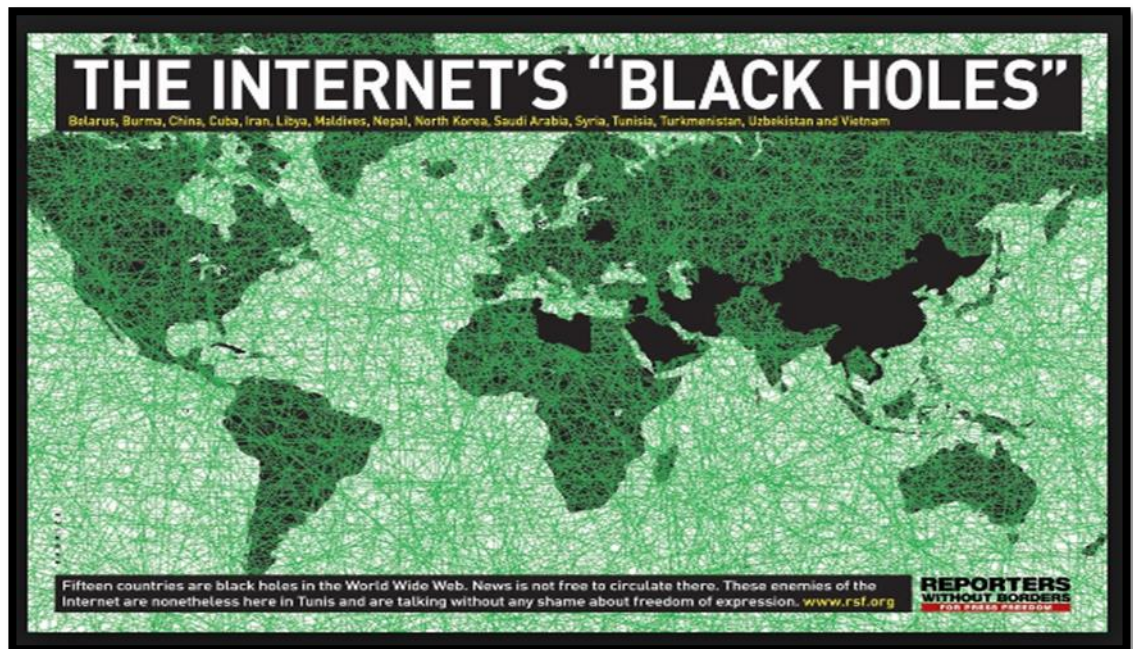 THE INTERNET'S “BLACK HOLES”
Belarus, Burma, China, Cuba, Iran, Libya, Maldives, Nepal, North Korea, Saudi Arabia, Syria, Tunisia, Turkmenistan, Uzbekistan and Vietnam
Fifteen countries are black holes in the World Wide Web. News is not free to circulate there. These enemies of the
Internet are nonetheless here in Tunis and are talking without any shame about freedom of expression. www.rsf.org
REPORTERS
WITHOUT BORDERS
FOR PRESS FREEDOM